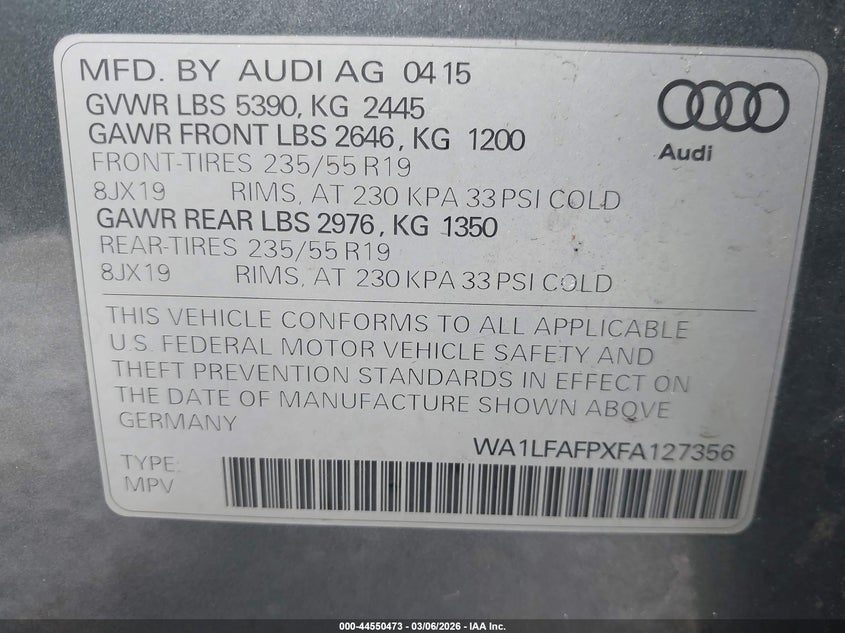 MFD. BY AUDI AG 04 15
GVWR LBS 5390, KG 2445
GAWR FRONT LBS 2646, KG 1200
FRONT-TIRES 235/55 R19
8JX19 RIMS, AT 230 KPA 33 PSI COLD
GAWR REAR LBS 2976, KG 1350
REAR-TIRES 235/55 R19
8JX19 RIMS, AT 230 KPA 33 PSI COLD
Audi
THIS VEHICLE CONFORMS TO ALL APPLICABLE
U.S. FEDERAL MOTOR VEHICLE SAFETY AND
THEFT PREVENTION STANDARDS IN EFFECT ON
THE DATE OF MANUFACTURE SHOWN ABOVE
GERMANY
WA1LFAFPXFA127356
TYPE:
MPV
000-44550473 - 03/06/2026 - IAA Inc.